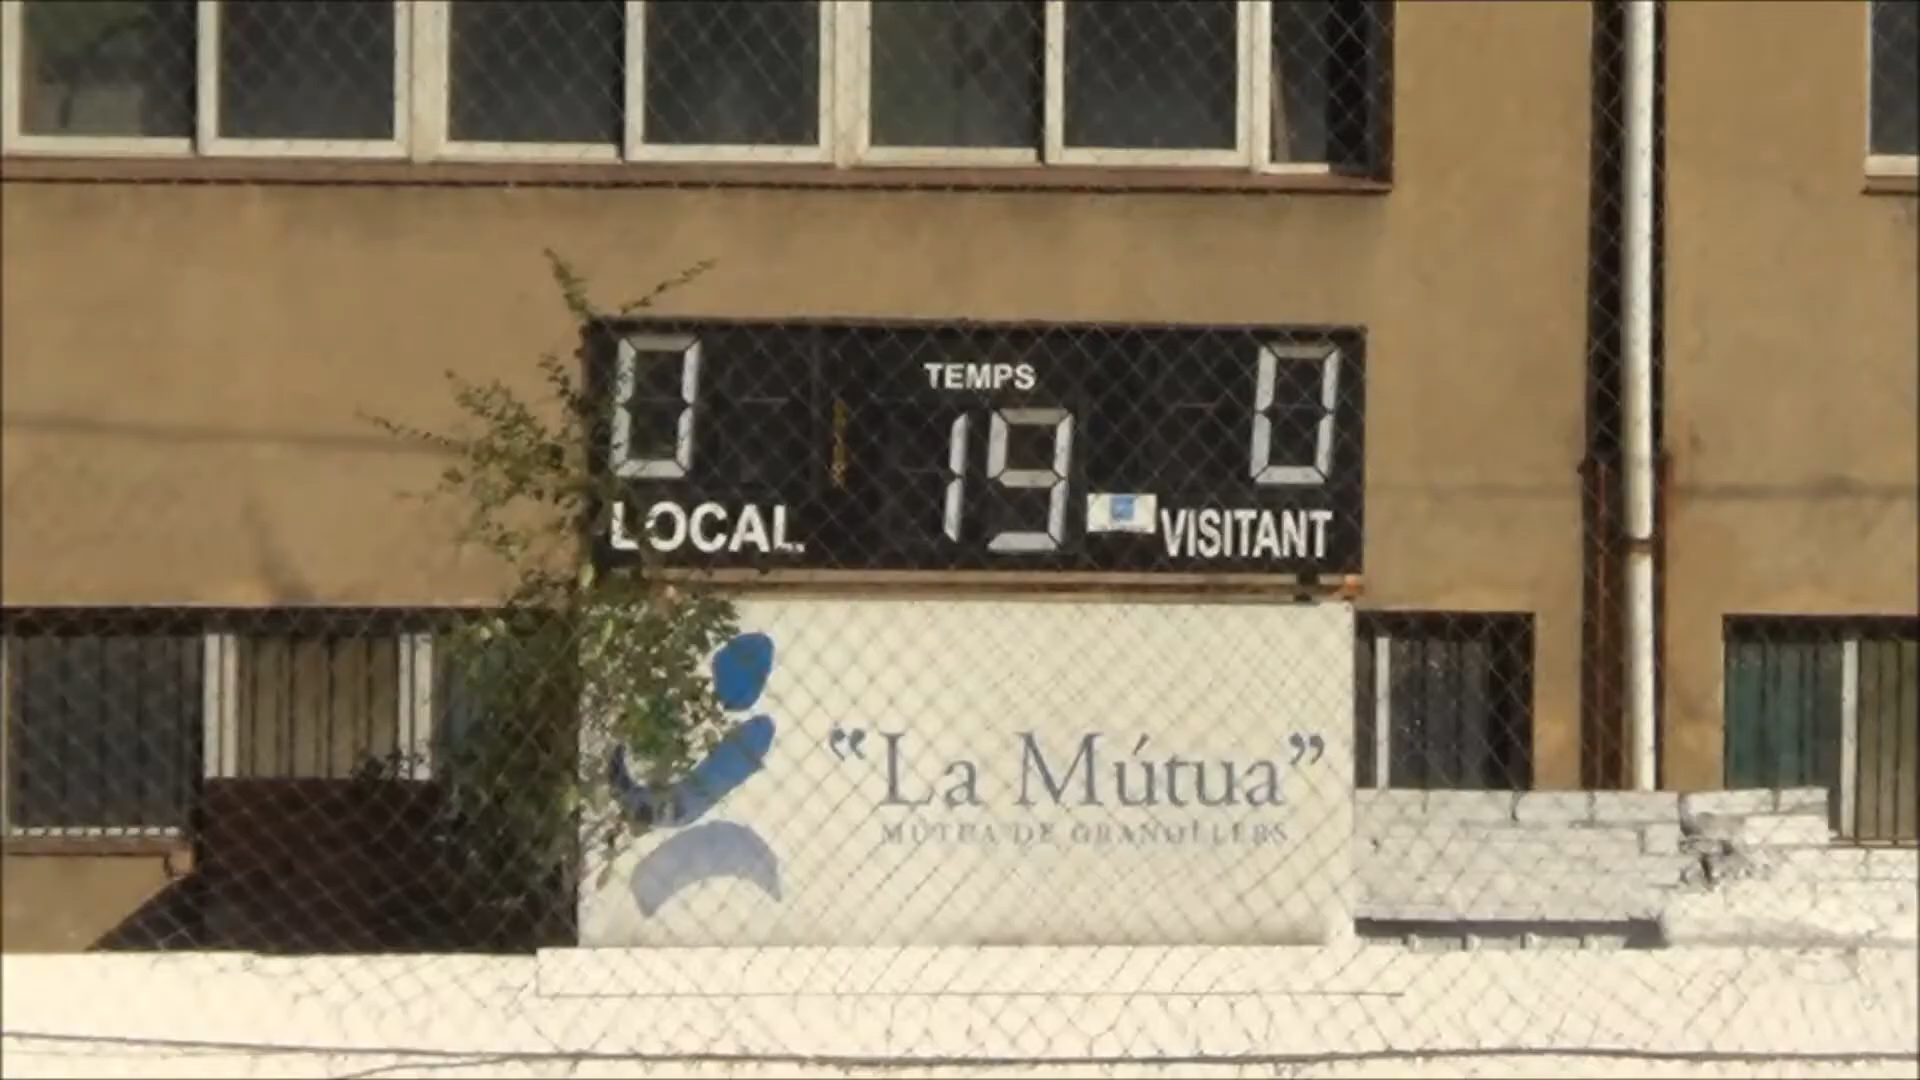 0 TEMPS 0
19
LOCAL VISITANT
“La Mútua”
MÚTUA DE GRANOLLERS